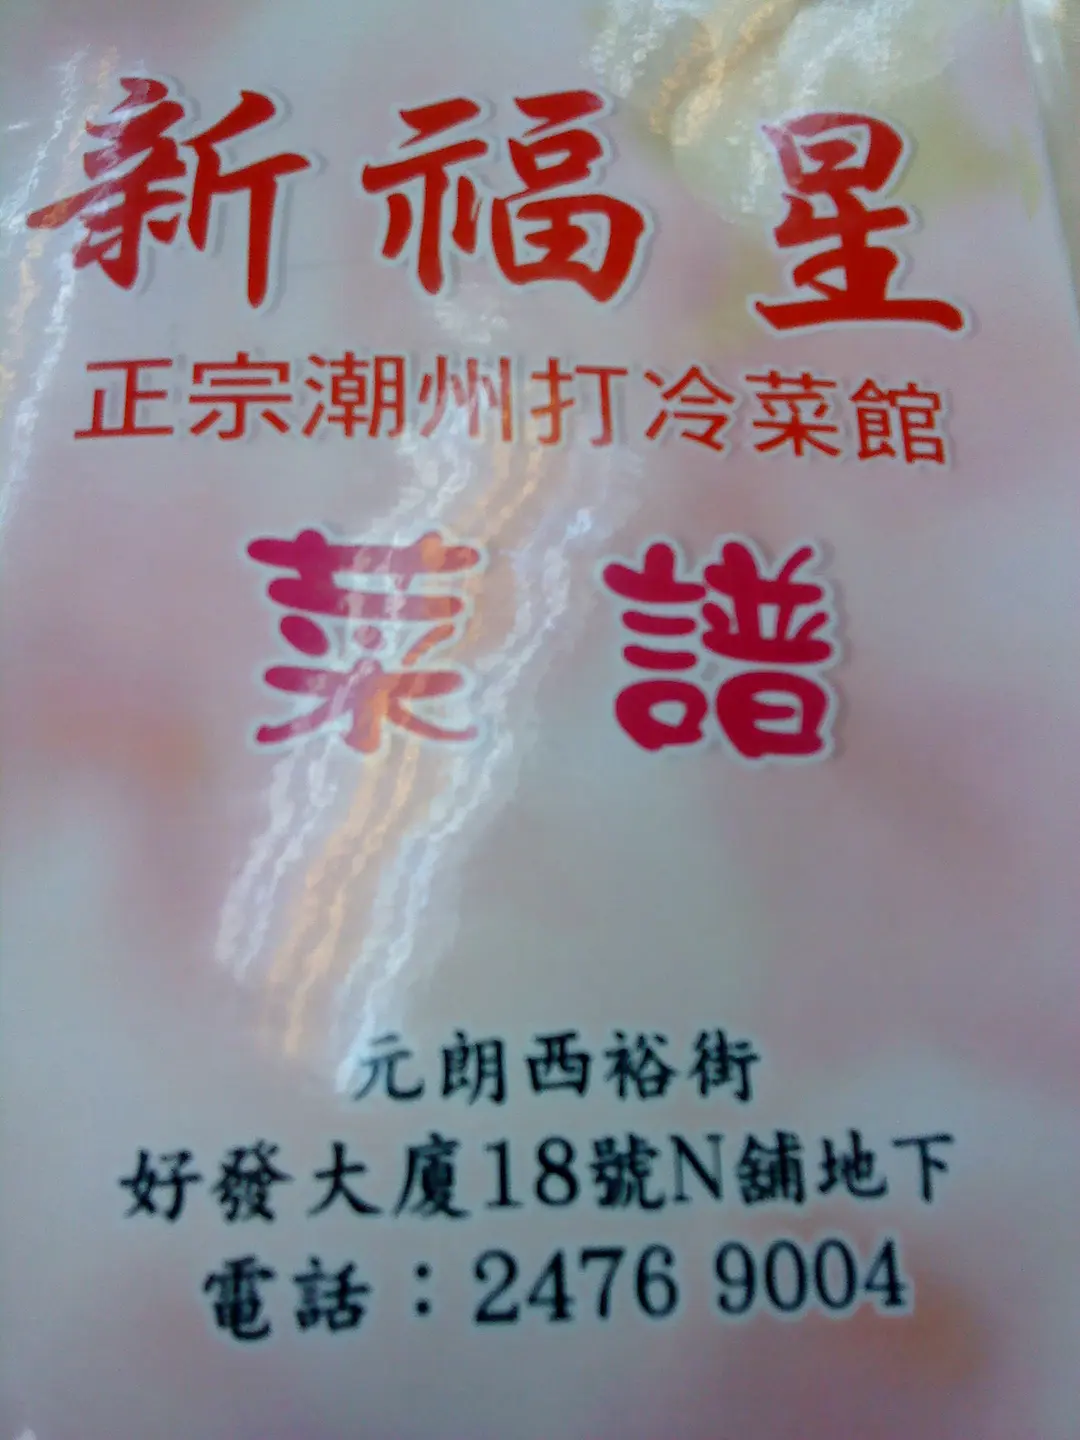 新福星
正宗潮州打冷菜館
菜譜
元朗西裕街
好發大廈18號N舖地下
電話：2476 9004